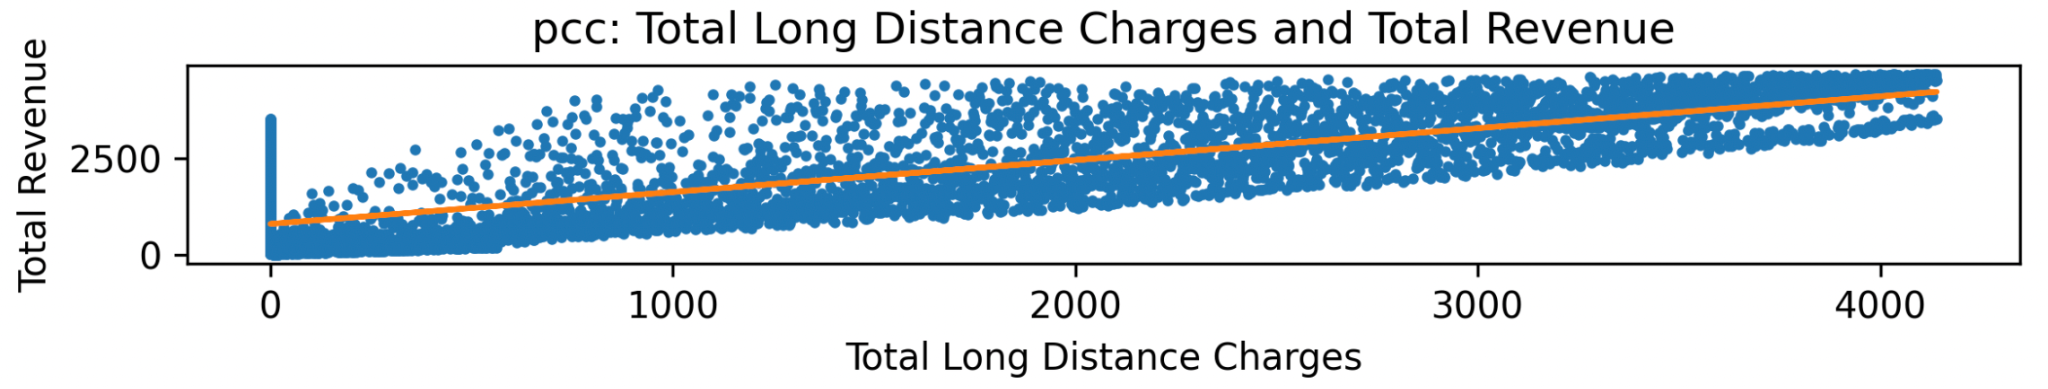 pcc: Total Long Distance Charges and Total Revenue
Total Revenue
2500
0
0 1000 2000 3000 4000
Total Long Distance Charges